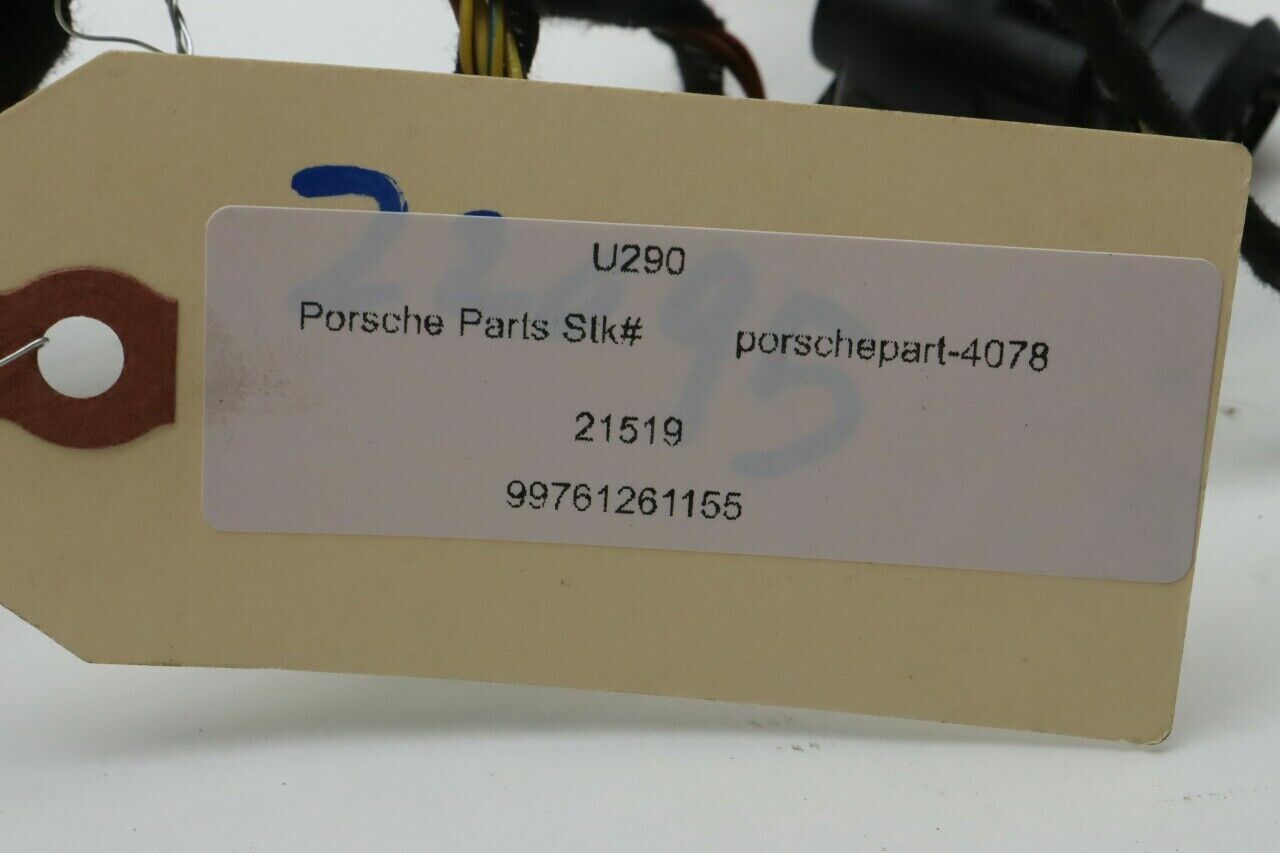 U290
Porsche Parts Stk# porschepart-4078
21519
99761261155